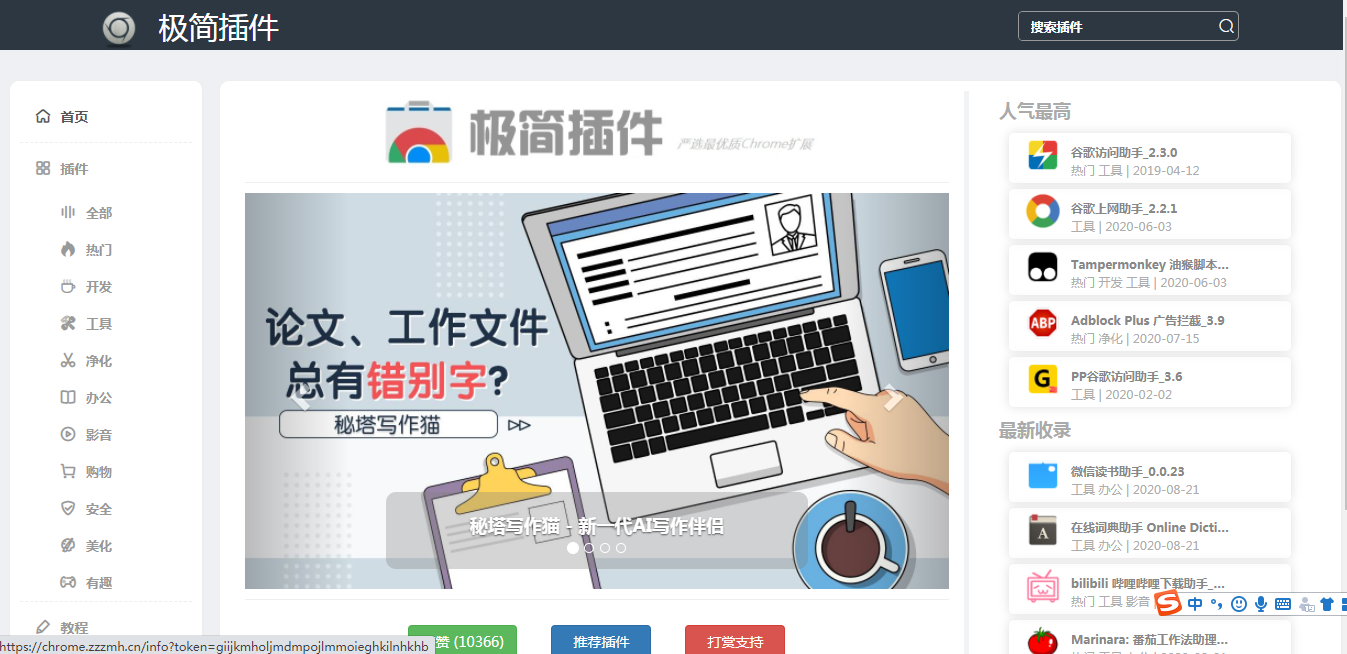 极简插件
搜索插件
首页
插件
全部
热门
开发
工具
净化
办公
影音
购物
安全
美化
有趣
教程
极简插件
严选最优质Chrome扩展
论文、工作文件
总有错别字?
秘塔写作猫
秘塔写作猫 - 新一代AI写作伴侣
赞 (10366)
推荐插件
打赏支持
人气最高
谷歌访问助手_2.3.0
热门 工具 | 2019-04-12
谷歌上网助手_2.2.1
工具 | 2020-06-03
Tampermonkey 油猴脚本...
热门 开发 工具 | 2020-06-03
ABP
Adblock Plus 广告拦截_3.9
热门 净化 | 2020-07-15
G
PP谷歌访问助手_3.6
工具 | 2020-02-02
最新收录
微信读书助手_0.0.23
工具 办公 | 2020-08-21
A
在线词典助手 Online Dicti...
工具 办公 | 2020-08-21
bilibili 哔哩哔哩下载助手_...
热门 工具 影音
S 中
Marinara: 番茄工作法助理...
https://chrome.zzzmh.cn/info?token=giijkmholjmdmpojlmmoieghkilnhkhb